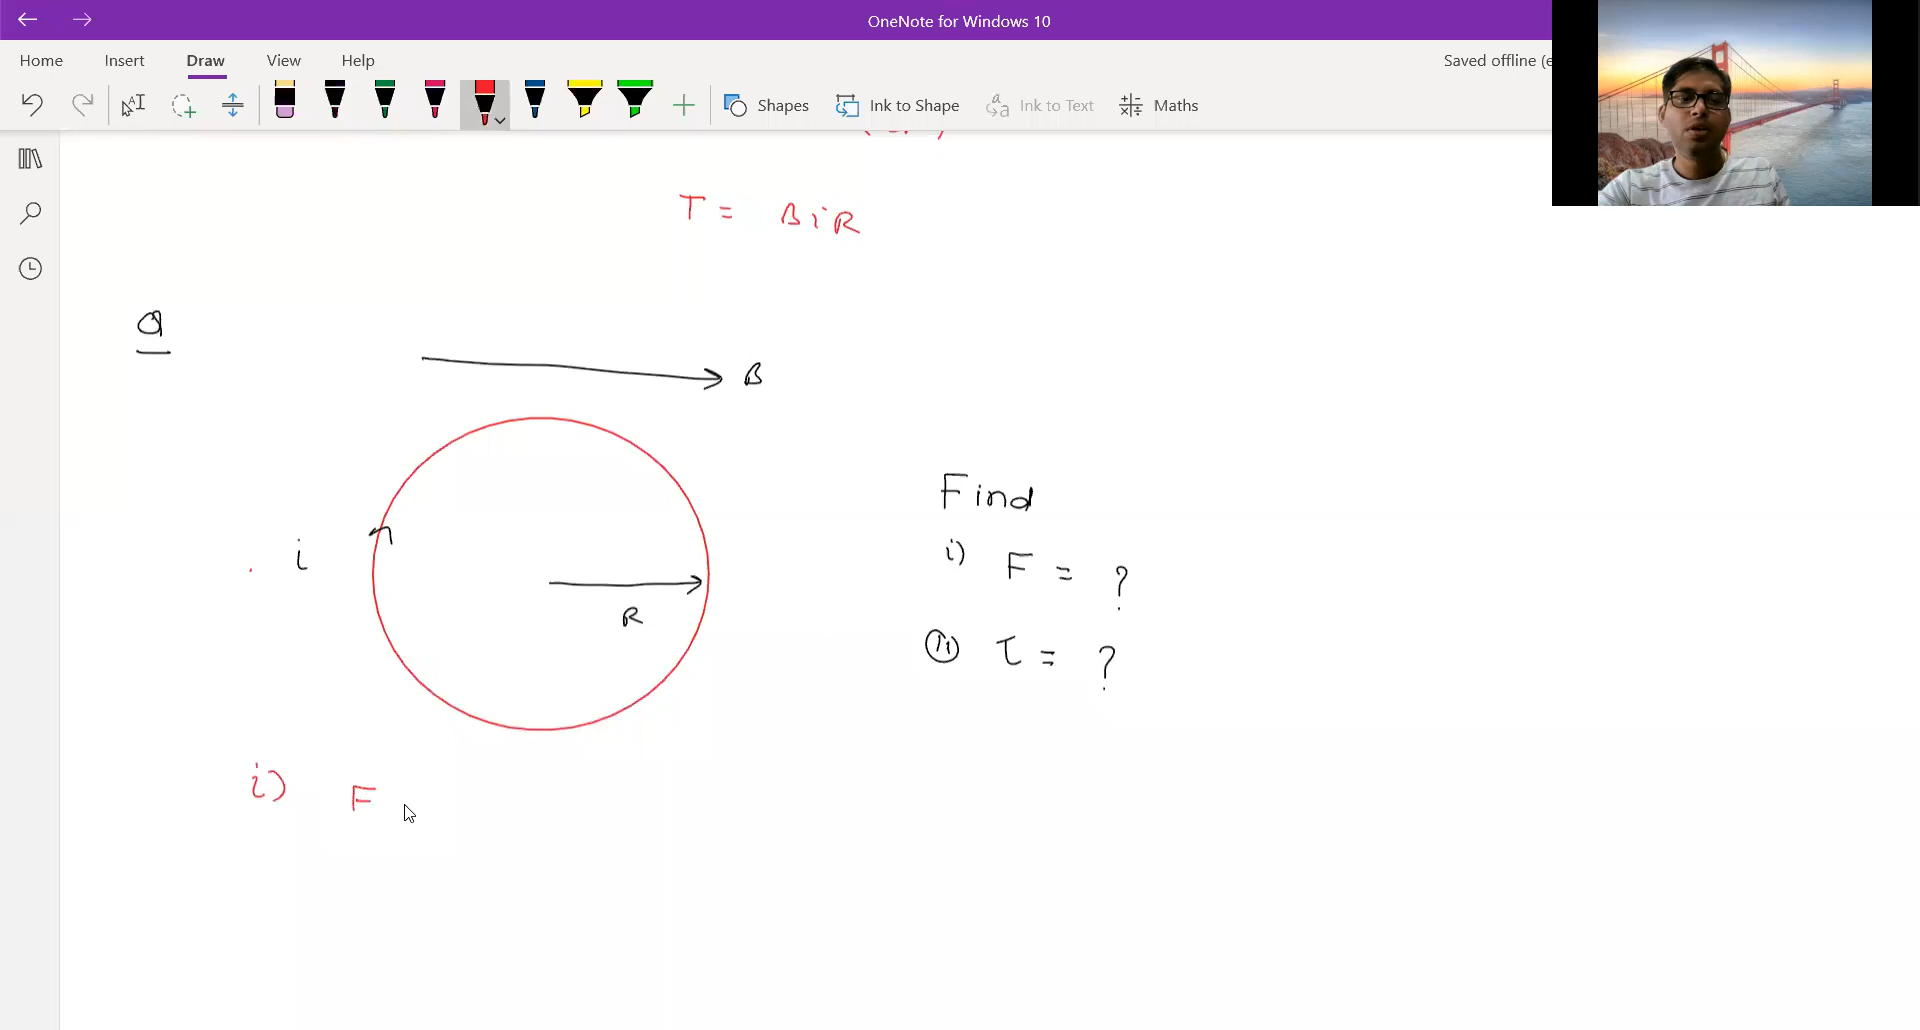 OneNote for Windows 10
Home Insert Draw View Help
Saved offline (e
Shapes Ink to Shape Ink to Text Maths
T = BiR
Q
B
i
R
Find
i) F = ?
(ii) τ = ?
i) F